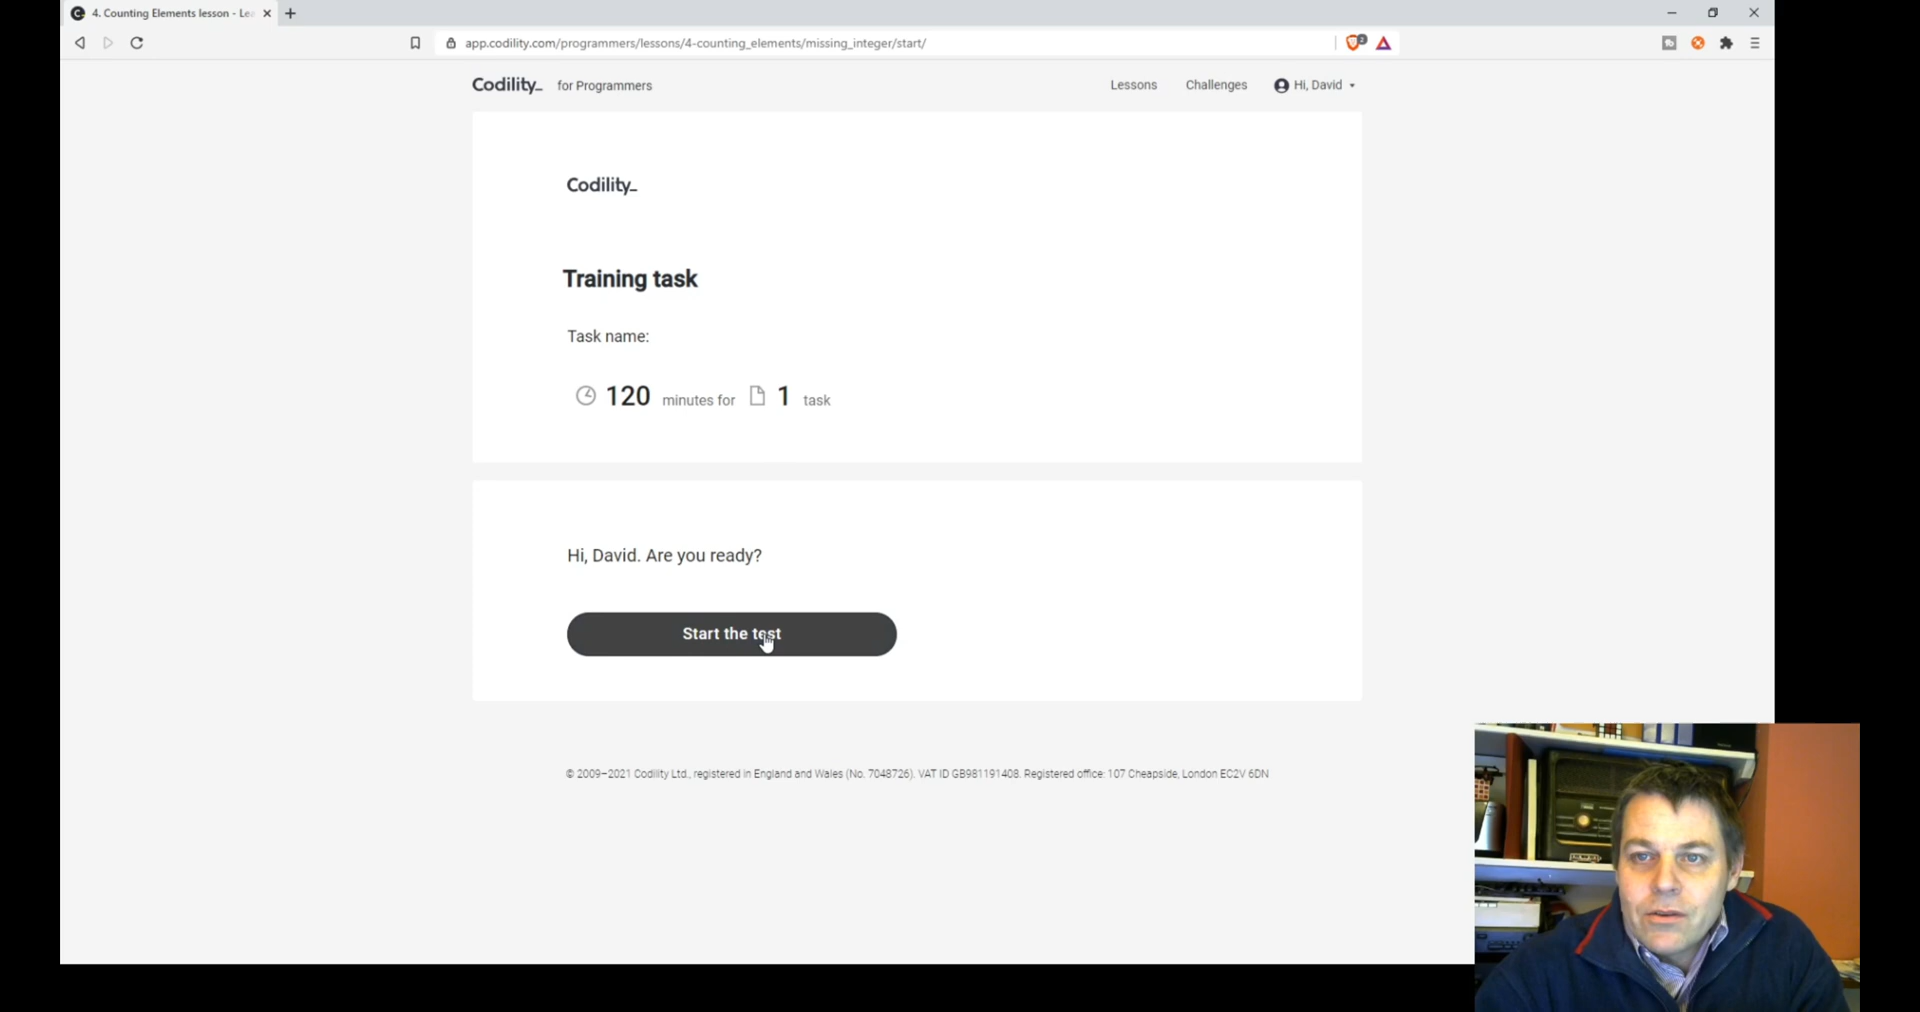 4. Counting Elements lesson - Lea
app.codility.com/programmers/lessons/4-counting_elements/missing_integer/start/
2
Codility_ for Programmers
Lessons Challenges Hi, David
Codility_
Training task
Task name:
120 minutes for 1 task
Hi, David. Are you ready?
Start the test
© 2009–2021 Codility Ltd., registered in England and Wales (No. 7048726). VAT ID GB981191408. Registered office: 107 Cheapside, London EC2V 6DN